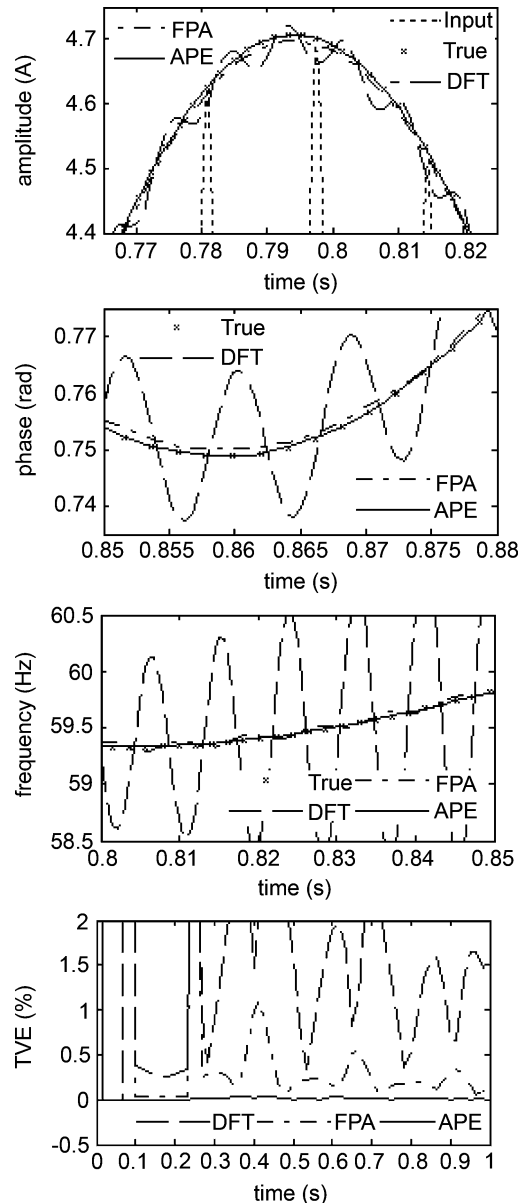 FPA
APE
Input
True
DFT
4.7
4.6
4.5
4.4
amplitude (A)
0.77 0.78 0.79 0.8 0.81 0.82
time (s)
True
DFT
0.77
0.76
0.75
0.74
phase (rad)
FPA
APE
0.85 0.855 0.86 0.865 0.87 0.875 0.88
time (s)
60.5
60
59.5
59
58.5
frequency (Hz)
True FPA
DFT APE
0.8 0.81 0.82 0.83 0.84 0.85
time (s)
2
1.5
1
0.5
0
-0.5
TVE (%)
DFT FPA APE
0 0.1 0.2 0.3 0.4 0.5 0.6 0.7 0.8 0.9 1
time (s)